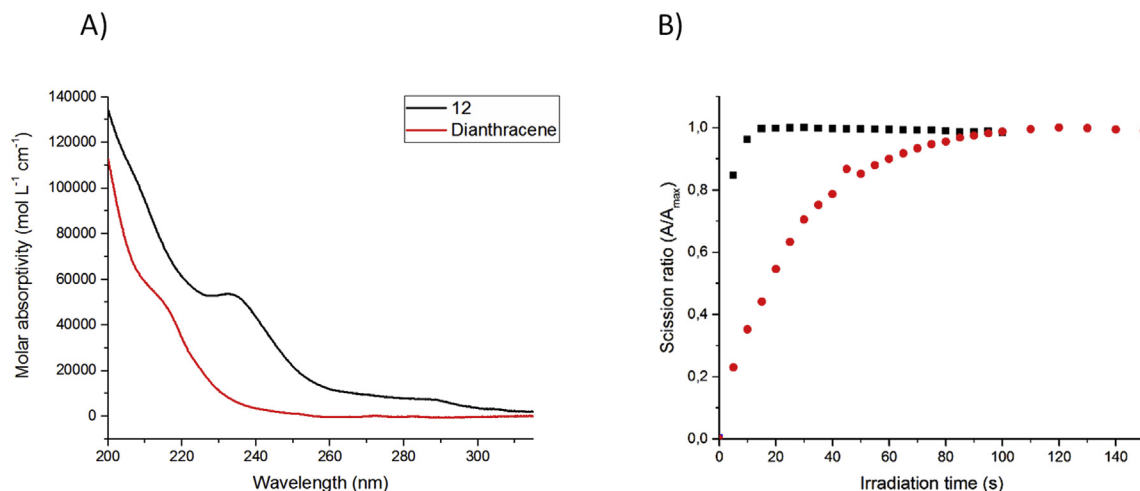 A)
B)
12
Dianthracene
140000
120000
100000
80000
60000
40000
20000
0
Molar absorptivity (mol L⁻¹ cm⁻¹)
200 220 240 260 280 300
Wavelength (nm)
1,0
0,8
0,6
0,4
0,2
0,0
Scission ratio (A/Aₘₐₓ)
0 20 40 60 80 100 120 140
Irradiation time (s)